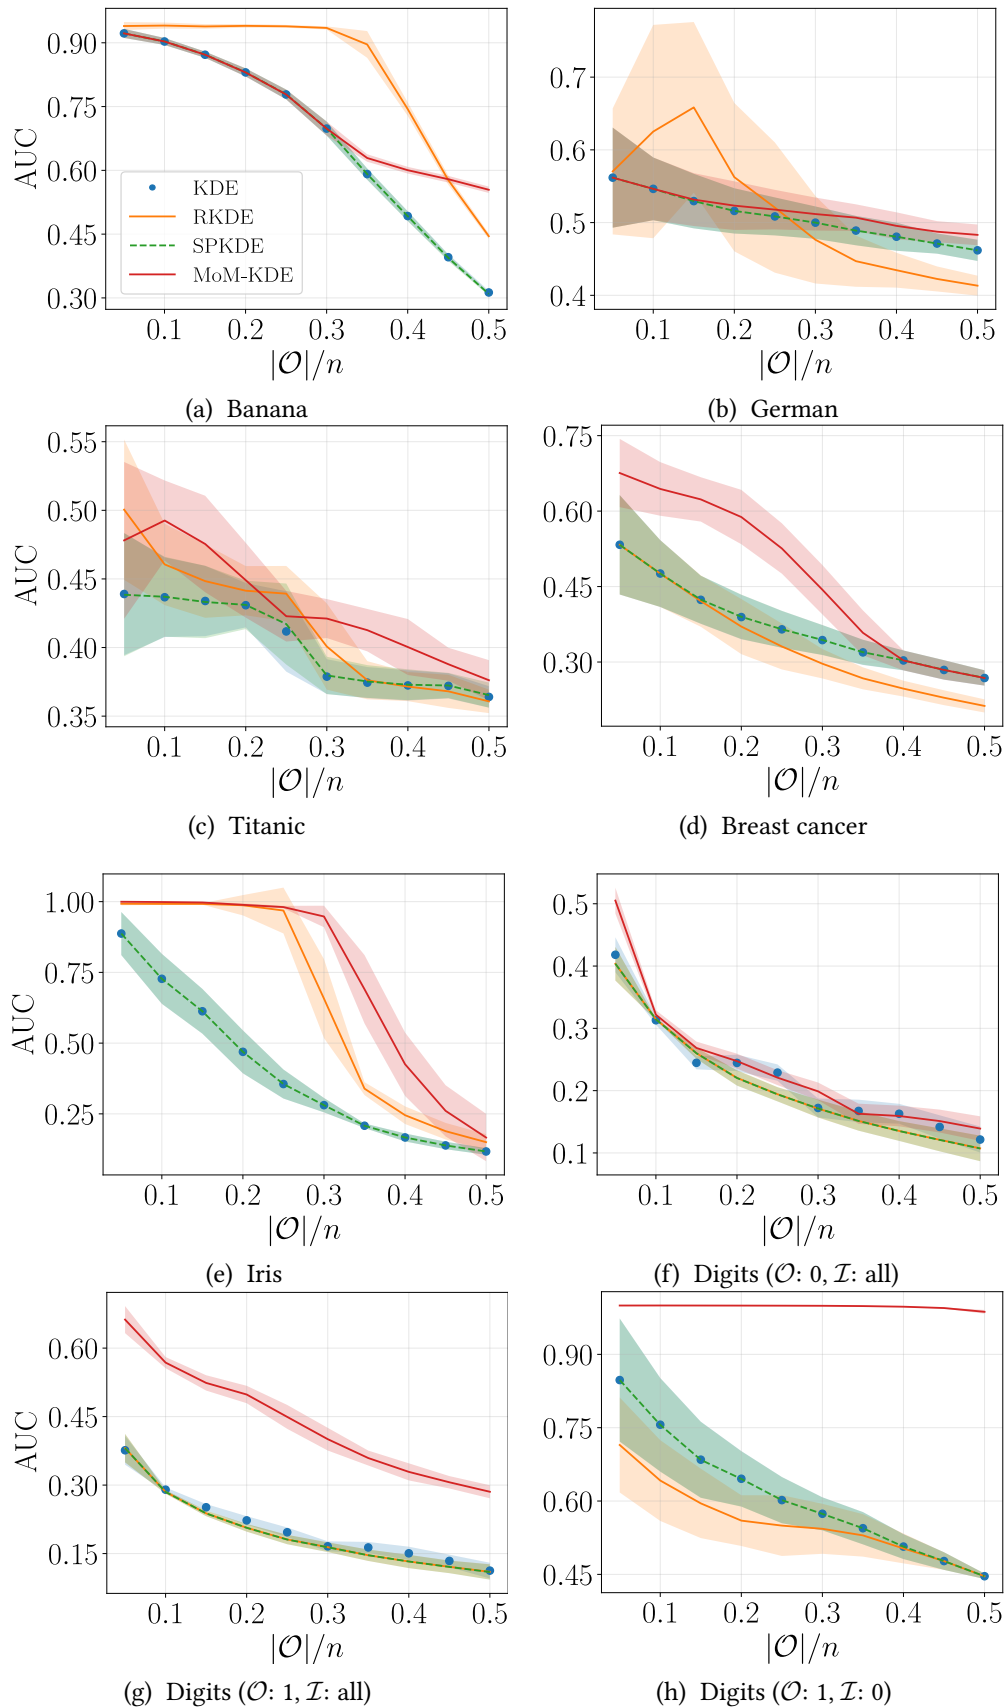 0.90
0.75
0.60
0.45
0.30
AUC
KDE
RKDE
SPKDE
MoM-KDE
0.1 0.2 0.3 0.4 0.5
|𝒪|/n
(a) Banana
0.7
0.6
0.5
0.4
0.1 0.2 0.3 0.4 0.5
|𝒪|/n
(b) German
0.55
0.50
0.45
0.40
0.35
AUC
0.1 0.2 0.3 0.4 0.5
|𝒪|/n
(c) Titanic
0.75
0.60
0.45
0.30
0.1 0.2 0.3 0.4 0.5
|𝒪|/n
(d) Breast cancer
1.00
0.75
0.50
0.25
AUC
0.1 0.2 0.3 0.4 0.5
|𝒪|/n
(e) Iris
0.5
0.4
0.3
0.2
0.1
0.1 0.2 0.3 0.4 0.5
|𝒪|/n
(f) Digits (𝒪: 0, ℐ: all)
0.60
0.45
0.30
0.15
AUC
0.1 0.2 0.3 0.4 0.5
|𝒪|/n
(g) Digits (𝒪: 1, ℐ: all)
0.90
0.75
0.60
0.45
0.1 0.2 0.3 0.4 0.5
|𝒪|/n
(h) Digits (𝒪: 1, ℐ: 0)